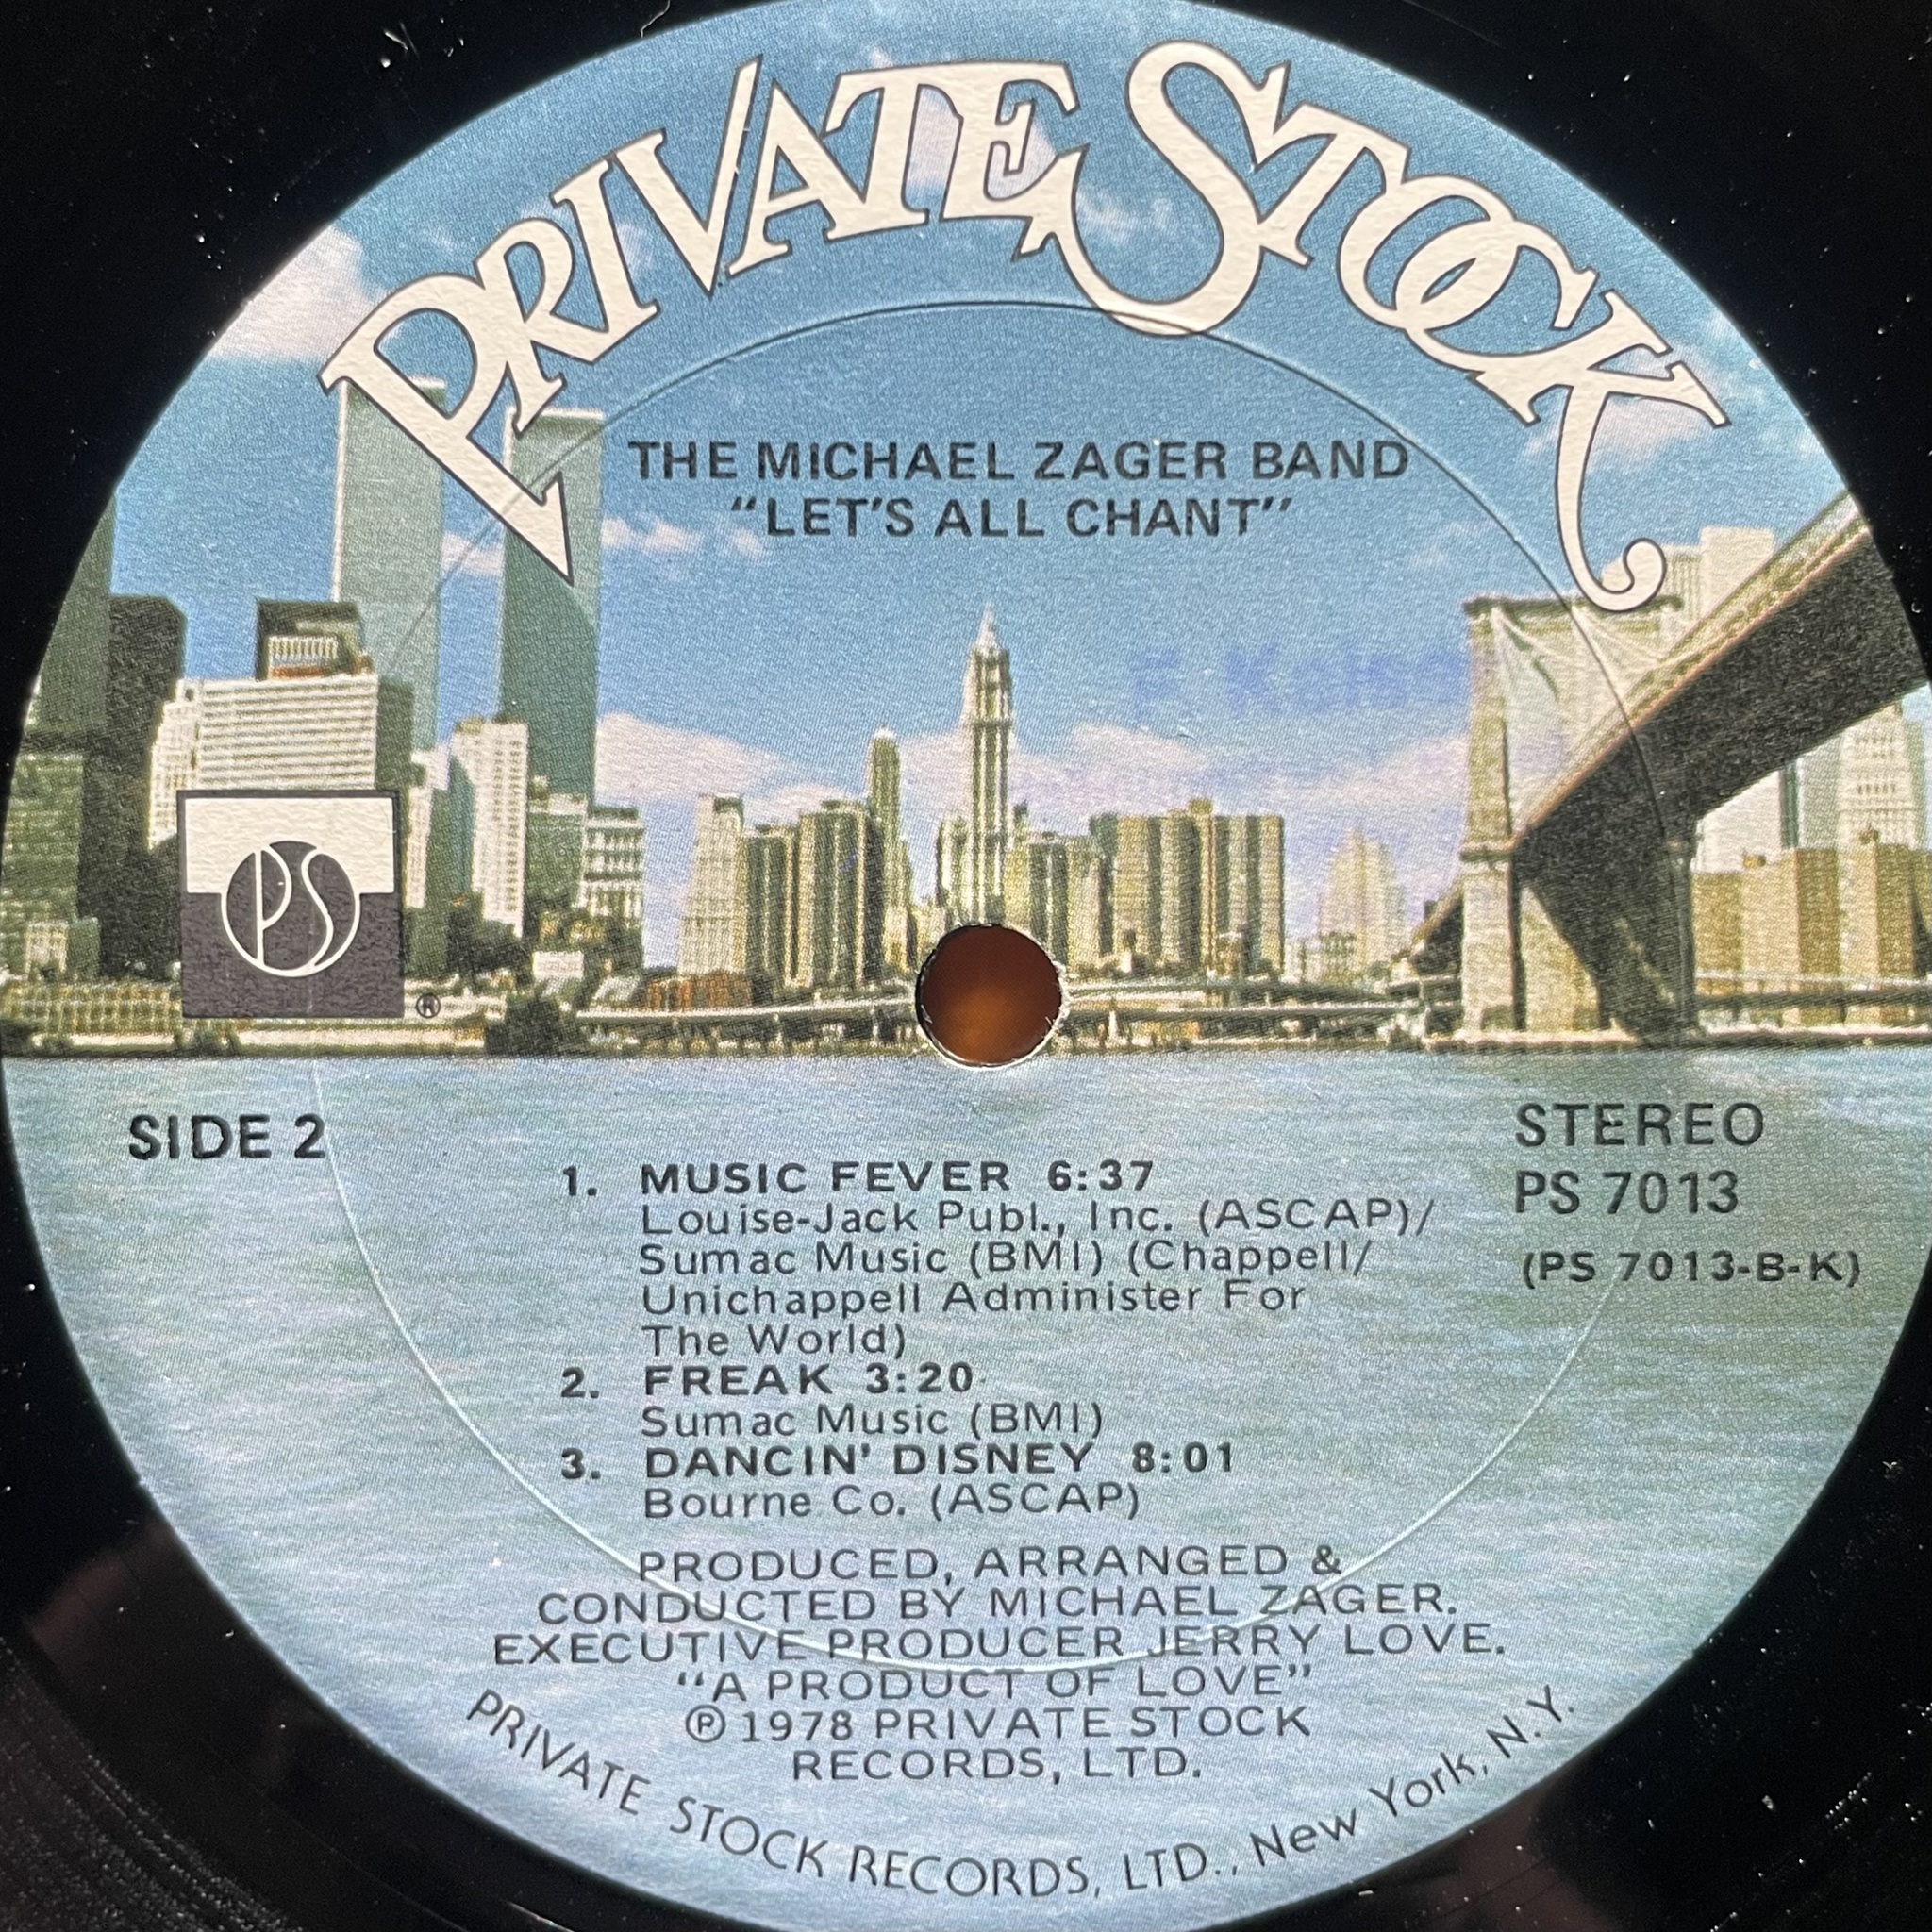 PRIVATE STOCK
THE MICHAEL ZAGER BAND
"LET'S ALL CHANT"
PS
®
SIDE 2
STEREO
PS 7013
(PS 7013-B-K)
1. MUSIC FEVER 6:37
Louise-Jack Publ., Inc. (ASCAP)/
Sumac Music (BMI) (Chappell/
Unichappell Administer For
The World)
2. FREAK 3:20
Sumac Music (BMI)
3. DANCIN' DISNEY 8:01
Bourne Co. (ASCAP)
PRODUCED, ARRANGED &
CONDUCTED BY MICHAEL ZAGER.
EXECUTIVE PRODUCER JERRY LOVE.
"A PRODUCT OF LOVE"
℗ 1978 PRIVATE STOCK
RECORDS, LTD.
PRIVATE STOCK RECORDS, LTD., New York, N.Y.